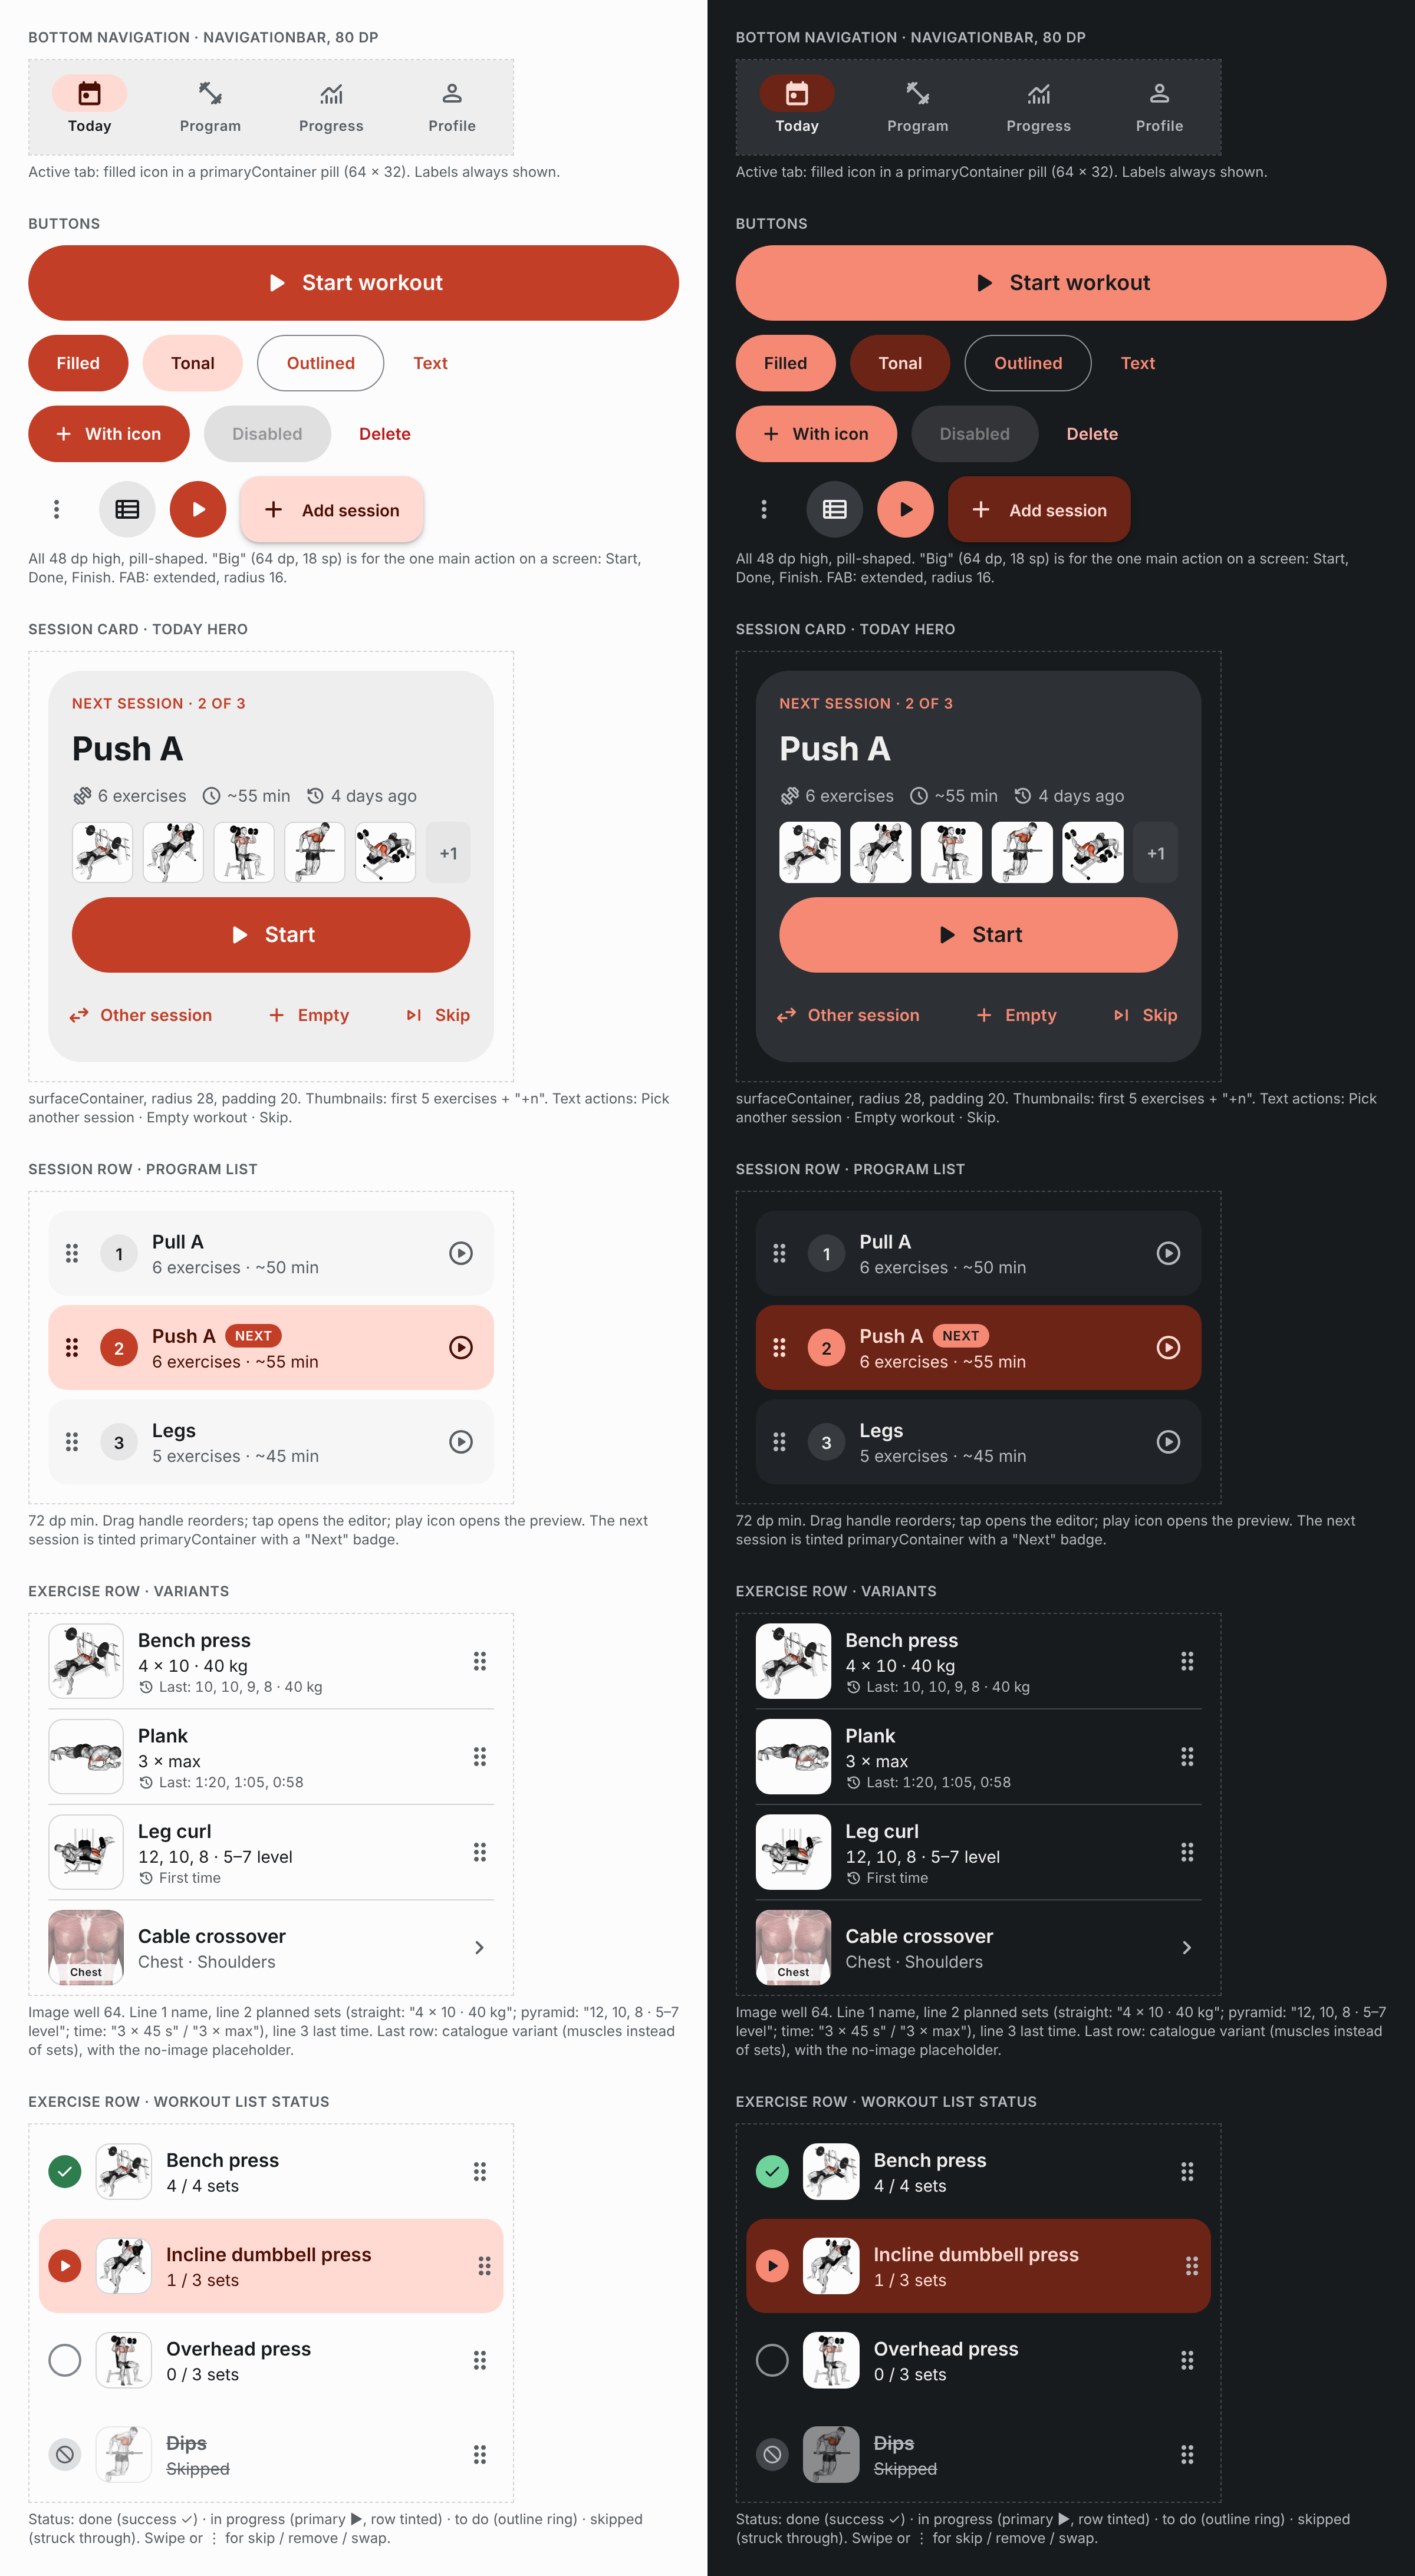 BOTTOM NAVIGATION · NAVIGATIONBAR, 80 DP
Today
Program
Progress
Profile
Active tab: filled icon in a primaryContainer pill (64 × 32). Labels always shown.
BUTTONS
Start workout
Filled
Tonal
Outlined
Text
With icon
Disabled
Delete
Add session
All 48 dp high, pill-shaped. "Big" (64 dp, 18 sp) is for the one main action on a screen: Start,
Done, Finish. FAB: extended, radius 16.
SESSION CARD · TODAY HERO
NEXT SESSION · 2 OF 3
Push A
6 exercises
~55 min
4 days ago
+1
Start
Other session
Empty
Skip
surfaceContainer, radius 28, padding 20. Thumbnails: first 5 exercises + "+n". Text actions: Pick
another session · Empty workout · Skip.
SESSION ROW · PROGRAM LIST
1
Pull A
6 exercises · ~50 min
2
Push A
NEXT
6 exercises · ~55 min
3
Legs
5 exercises · ~45 min
72 dp min. Drag handle reorders; tap opens the editor; play icon opens the preview. The next
session is tinted primaryContainer with a "Next" badge.
EXERCISE ROW · VARIANTS
Bench press
4 × 10 · 40 kg
Last: 10, 10, 9, 8 · 40 kg
Plank
3 × max
Last: 1:20, 1:05, 0:58
Leg curl
12, 10, 8 · 5–7 level
First time
Chest
Cable crossover
Chest · Shoulders
Image well 64. Line 1 name, line 2 planned sets (straight: "4 × 10 · 40 kg"; pyramid: "12, 10, 8 · 5–7
level"; time: "3 × 45 s" / "3 × max"), line 3 last time. Last row: catalogue variant (muscles instead
of sets), with the no-image placeholder.
EXERCISE ROW · WORKOUT LIST STATUS
Bench press
4 / 4 sets
Incline dumbbell press
1 / 3 sets
Overhead press
0 / 3 sets
Dips
Skipped
Status: done (success ✓) · in progress (primary ▶, row tinted) · to do (outline ring) · skipped
(struck through). Swipe or ⋮ for skip / remove / swap.
BOTTOM NAVIGATION · NAVIGATIONBAR, 80 DP
Today
Program
Progress
Profile
Active tab: filled icon in a primaryContainer pill (64 × 32). Labels always shown.
BUTTONS
Start workout
Filled
Tonal
Outlined
Text
With icon
Disabled
Delete
Add session
All 48 dp high, pill-shaped. "Big" (64 dp, 18 sp) is for the one main action on a screen: Start,
Done, Finish. FAB: extended, radius 16.
SESSION CARD · TODAY HERO
NEXT SESSION · 2 OF 3
Push A
6 exercises
~55 min
4 days ago
+1
Start
Other session
Empty
Skip
surfaceContainer, radius 28, padding 20. Thumbnails: first 5 exercises + "+n". Text actions: Pick
another session · Empty workout · Skip.
SESSION ROW · PROGRAM LIST
1
Pull A
6 exercises · ~50 min
2
Push A
NEXT
6 exercises · ~55 min
3
Legs
5 exercises · ~45 min
72 dp min. Drag handle reorders; tap opens the editor; play icon opens the preview. The next
session is tinted primaryContainer with a "Next" badge.
EXERCISE ROW · VARIANTS
Bench press
4 × 10 · 40 kg
Last: 10, 10, 9, 8 · 40 kg
Plank
3 × max
Last: 1:20, 1:05, 0:58
Leg curl
12, 10, 8 · 5–7 level
First time
Chest
Cable crossover
Chest · Shoulders
Image well 64. Line 1 name, line 2 planned sets (straight: "4 × 10 · 40 kg"; pyramid: "12, 10, 8 · 5–7
level"; time: "3 × 45 s" / "3 × max"), line 3 last time. Last row: catalogue variant (muscles instead
of sets), with the no-image placeholder.
EXERCISE ROW · WORKOUT LIST STATUS
Bench press
4 / 4 sets
Incline dumbbell press
1 / 3 sets
Overhead press
0 / 3 sets
Dips
Skipped
Status: done (success ✓) · in progress (primary ▶, row tinted) · to do (outline ring) · skipped
(struck through). Swipe or ⋮ for skip / remove / swap.